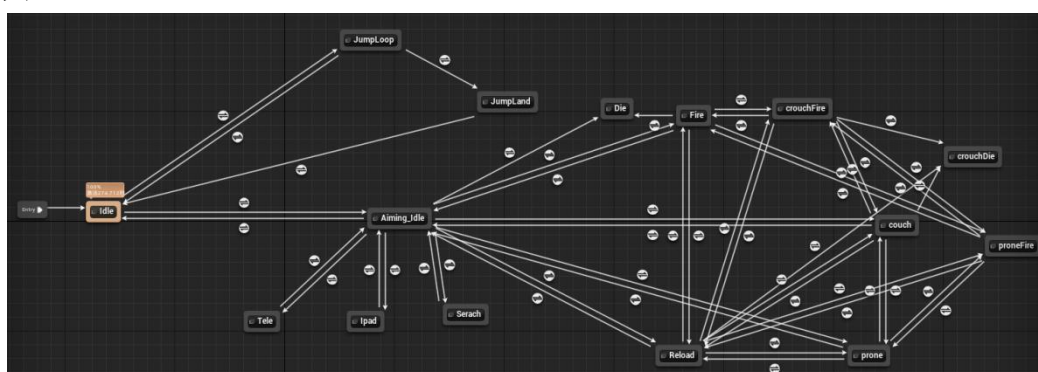 JumpLoop
JumpLand
Die
Fire
crouchFire
crouchDie
Entry
Idle
Aiming_Idle
couch
proneFire
Tele
Ipad
Serach
Reload
prone